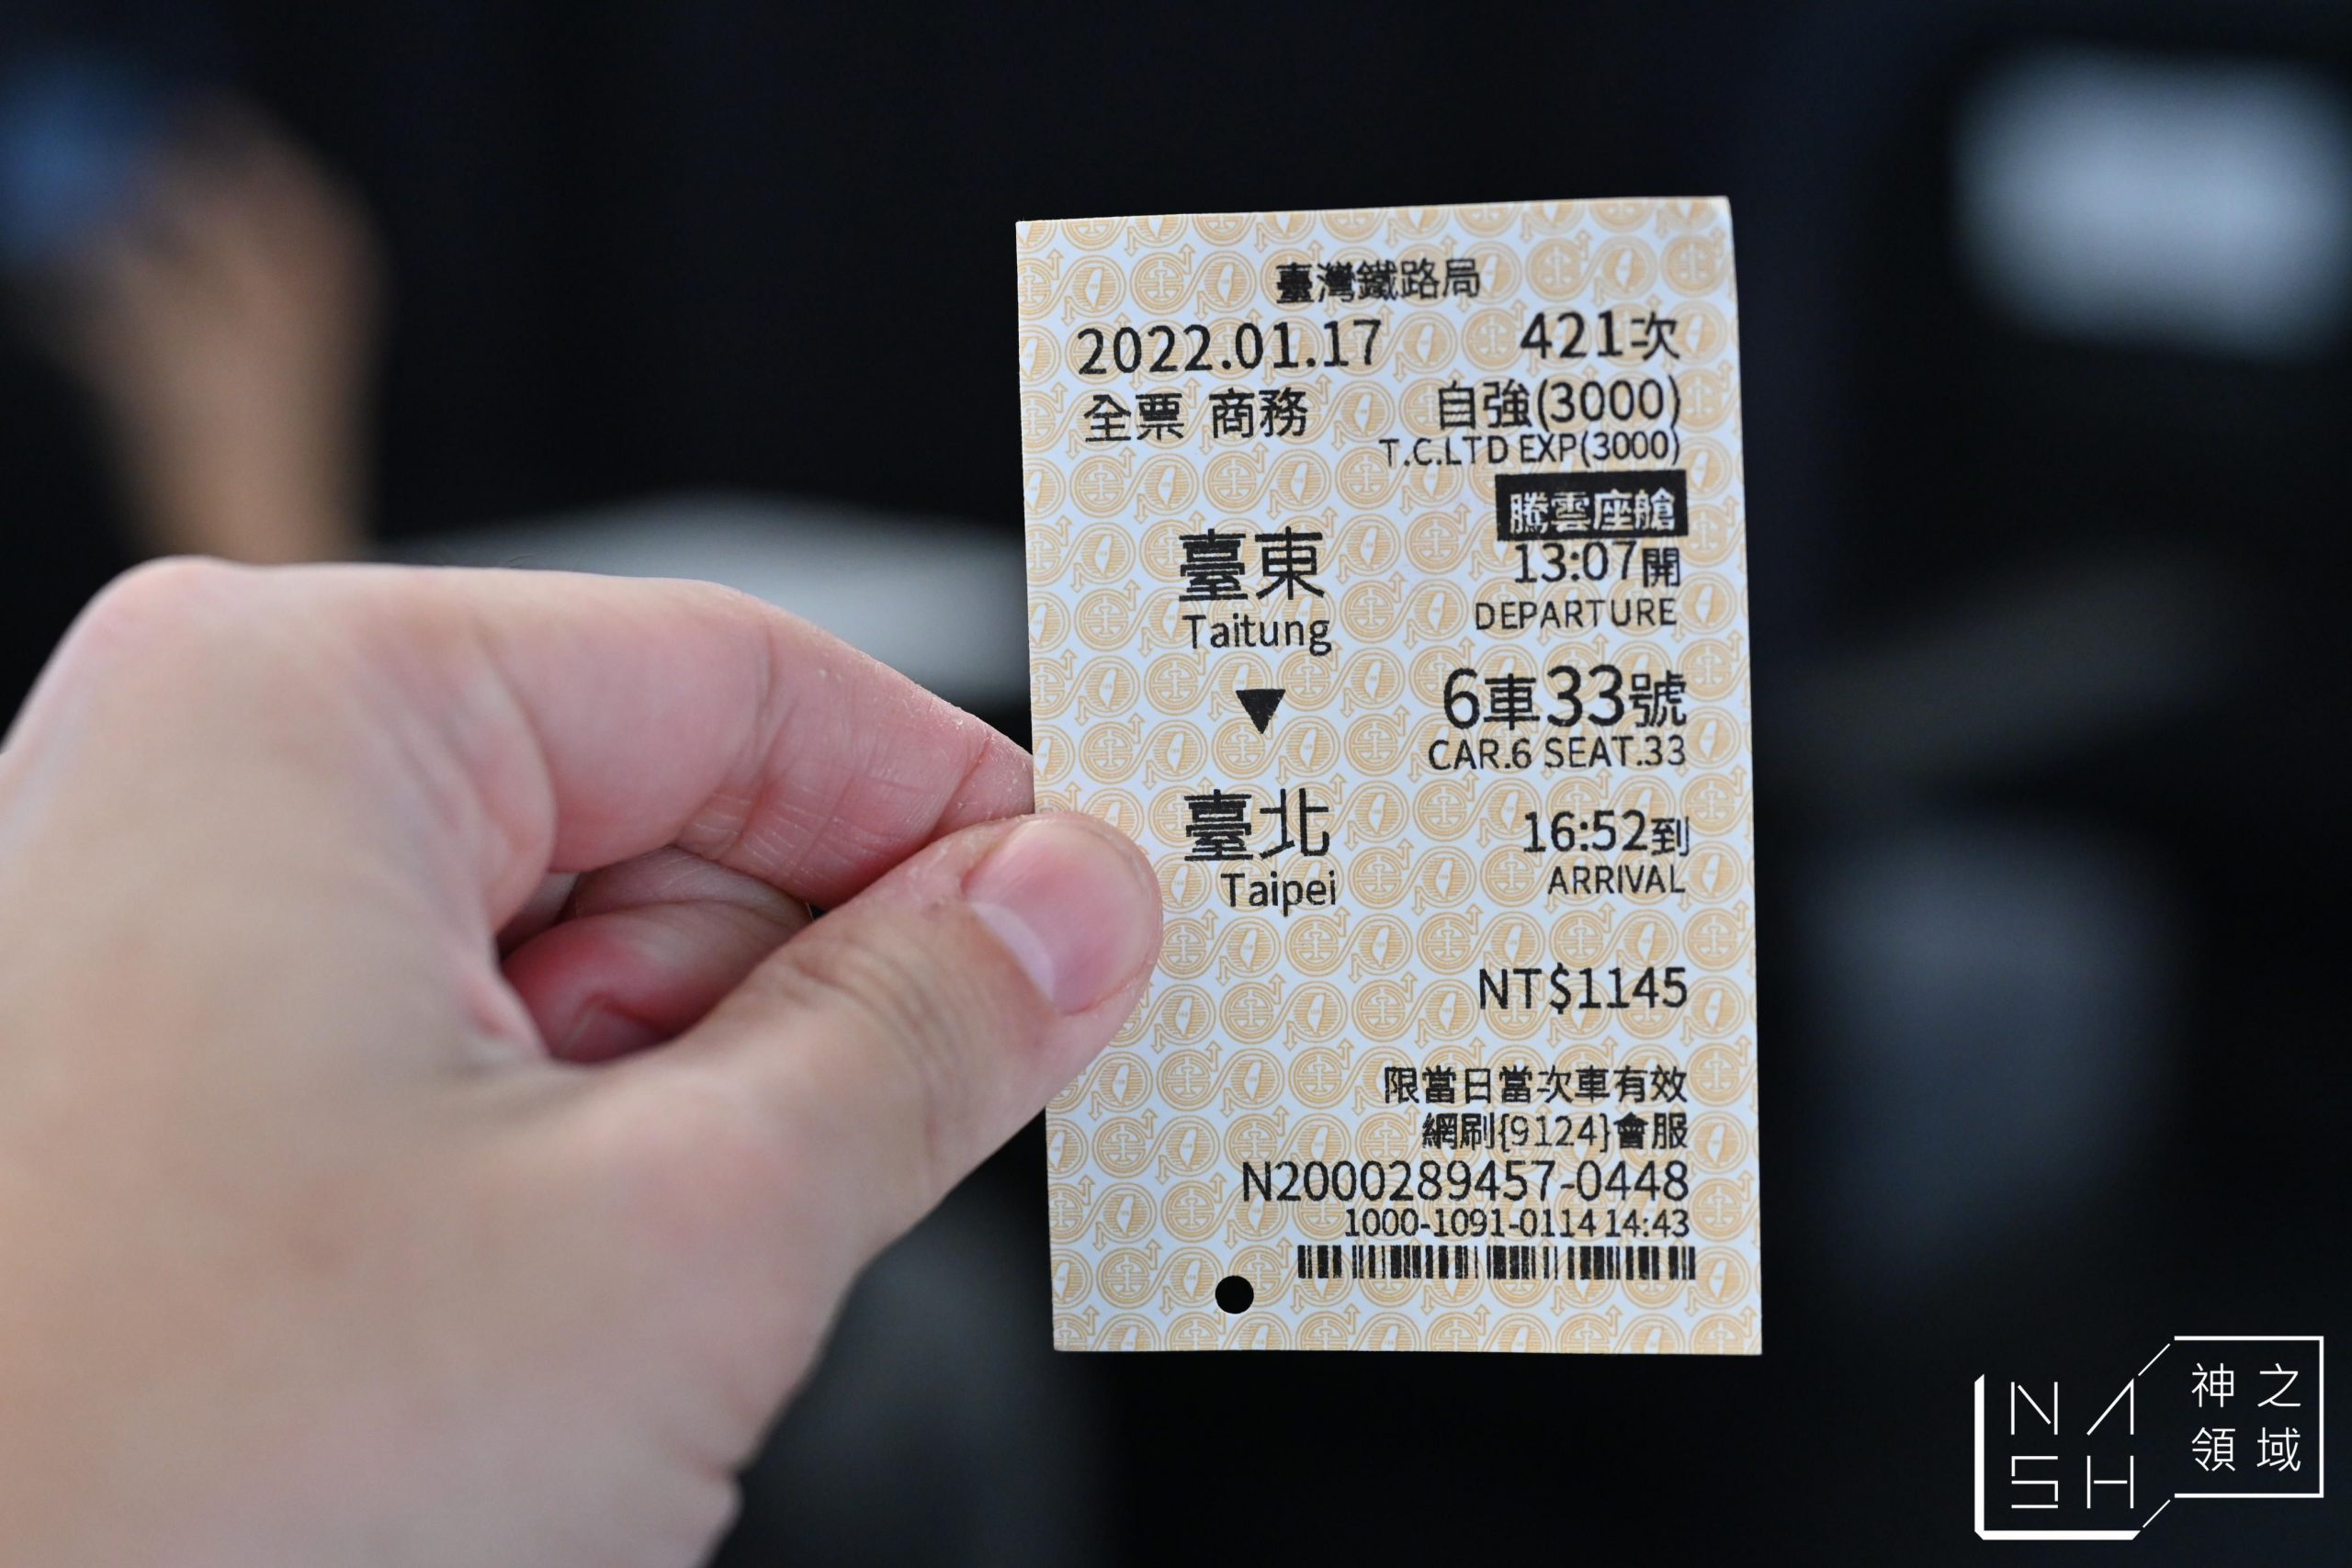 臺灣鐵路局
2022.01.17 421次
全票 商務 自強(3000)
T.C.LTD EXP(3000)
騰雲座艙
臺東 13:07開
Taitung DEPARTURE
▼ 6車33號
CAR.6 SEAT.33
臺北 16:52到
Taipei ARRIVAL
NT$1145
限當日當次車有效
網刷{9124}會服
N2000289457-0448
1000-1091-0114 14:43
NASH
神之領域